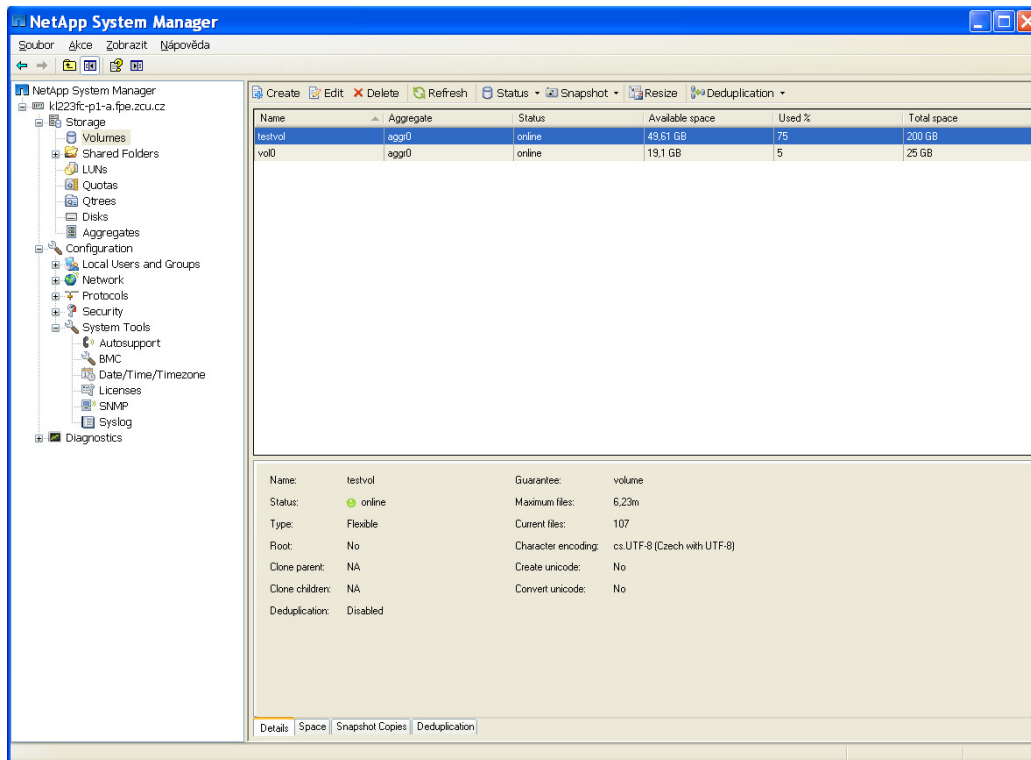 NetApp System Manager
Soubor Akce Zobrazit Nápověda
NetApp System Manager
kl223fc-p1-a.fpe.zcu.cz
Storage
Volumes
Shared Folders
LUNs
Quotas
Qtrees
Disks
Aggregates
Configuration
Local Users and Groups
Network
Protocols
Security
System Tools
Autosupport
BMC
Date/Time/Timezone
Licenses
SNMP
Syslog
Diagnostics
Create Edit Delete Refresh Status Snapshot Resize Deduplication
Name Aggregate Status Available space Used % Total space
testvol aggr0 online 49,61 GB 75 200 GB
vol0 aggr0 online 19,1 GB 5 25 GB
Name: testvol Guarantee: volume
Status: online Maximum files: 6,23m
Type: Flexible Current files: 107
Root: No Character encoding: cs.UTF-8 (Czech with UTF-8)
Clone parent: NA Create unicode: No
Clone children: NA Convert unicode: No
Deduplication: Disabled
Details Space Snapshot Copies Deduplication